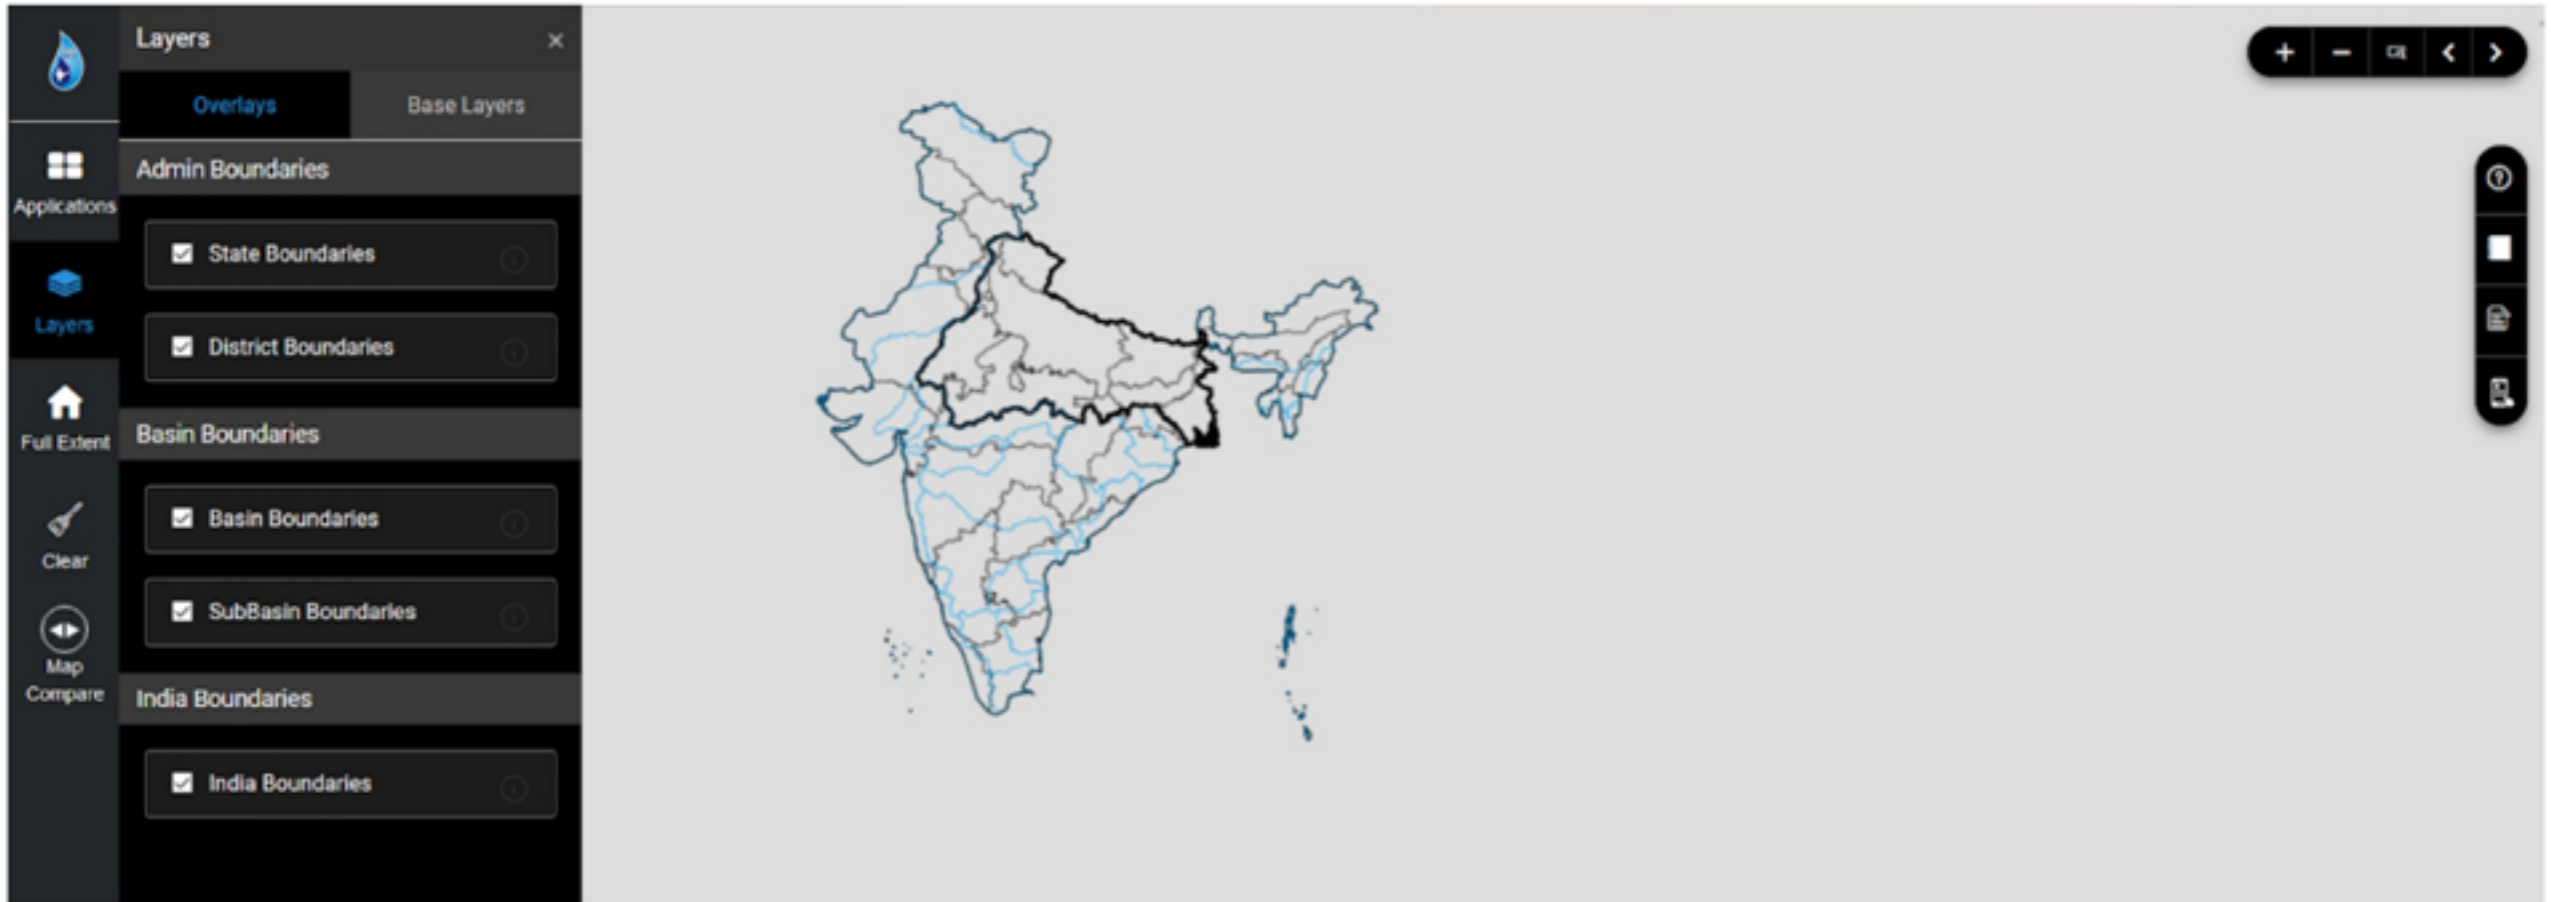 Layers
Overlays
Base Layers
Admin Boundaries
Applications
State Boundaries
Layers
District Boundaries
Full Extent
Basin Boundaries
Basin Boundaries
Clear
SubBasin Boundaries
Map
Compare
India Boundaries
India Boundaries